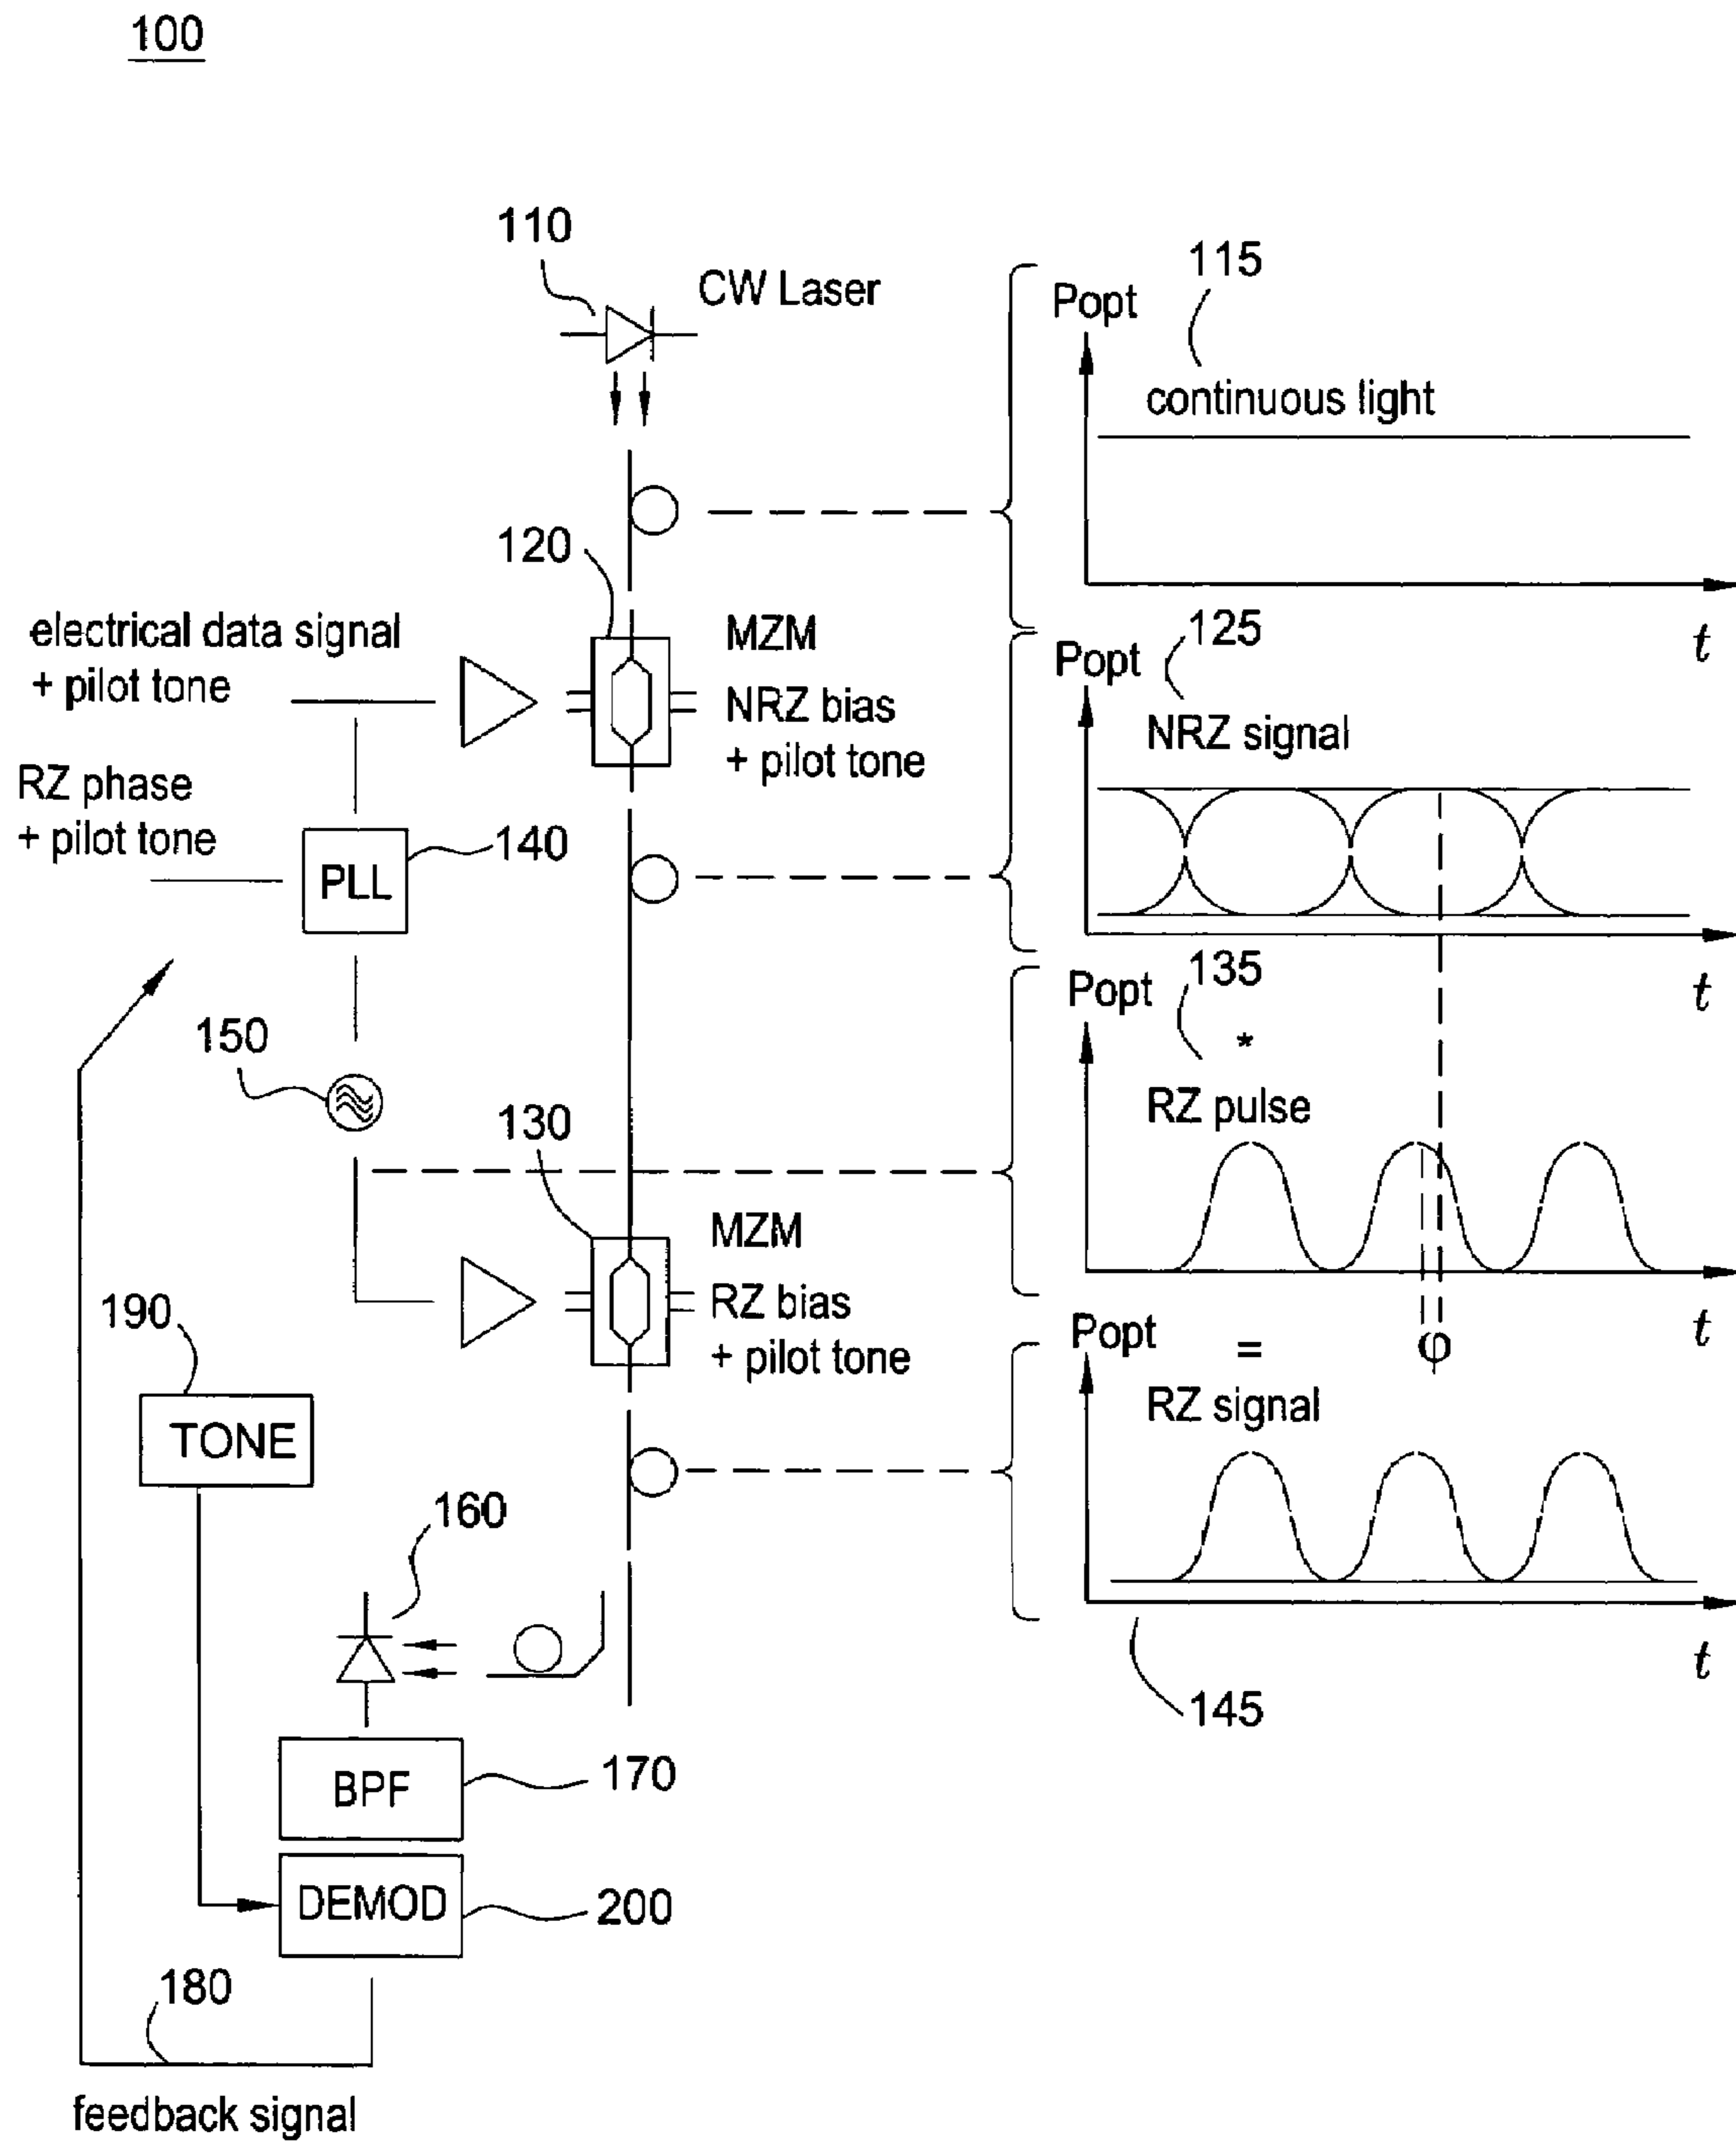 100
110
CW Laser
115
Popt
continuous light
t
120
electrical data signal
+ pilot tone
MZM
NRZ bias
+ pilot tone
125
Popt
NRZ signal
t
RZ phase
+ pilot tone
PLL
140
150
135
Popt
*
RZ pulse
t
φ
130
MZM
RZ bias
+ pilot tone
190
TONE
Popt
=
RZ signal
t
145
160
BPF
170
DEMOD
200
180
feedback signal